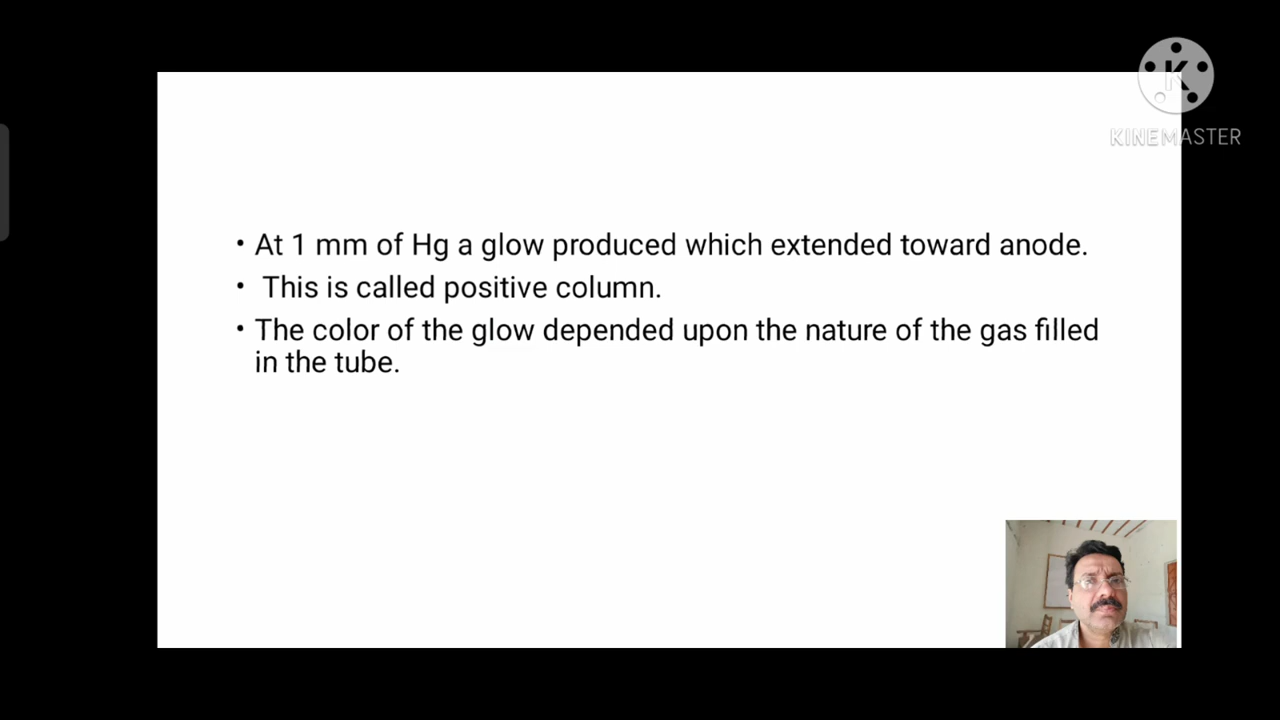 K
KINEMASTER
• At 1 mm of Hg a glow produced which extended toward anode.
• This is called positive column.
• The color of the glow depended upon the nature of the gas filled
in the tube.